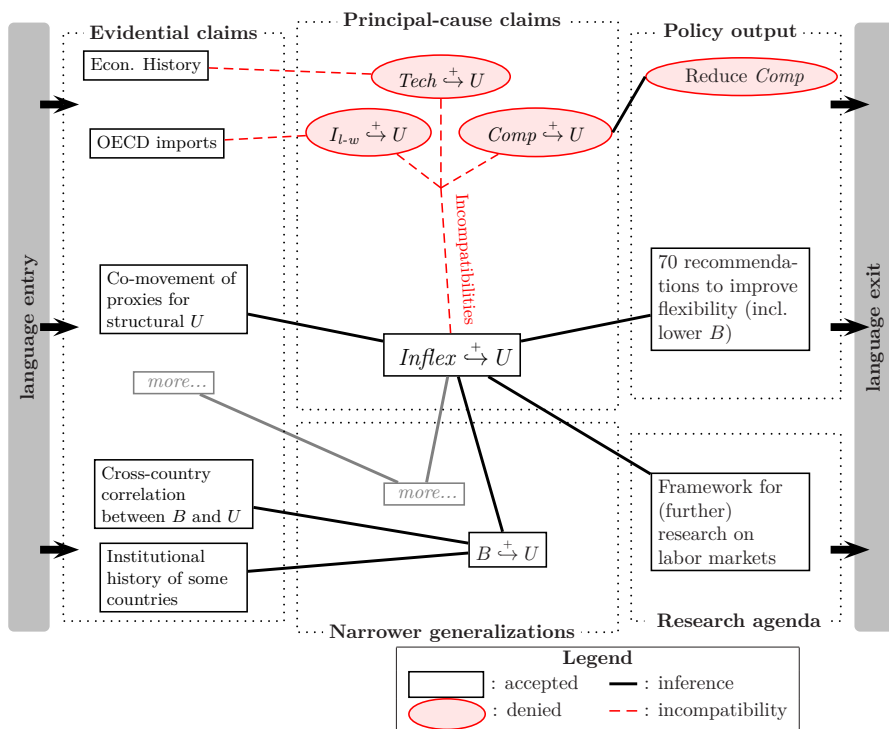 Principal-cause claims
Evidential claims
Policy output
Econ. History
Tech ↪⁺ U
Reduce Comp
OECD imports
I_{l-w} ↪⁺ U
Comp ↪⁺ U
Incompatibilities
language entry
language exit
Co-movement of
proxies for
structural U
70 recommenda-
tions to improve
flexibility (incl.
lower B)
Inflex ↪⁺ U
more...
more...
Cross-country
correlation
between B and U
Framework for
(further)
research on
labor markets
B ↪⁺ U
Institutional
history of some
countries
Narrower generalizations
Research agenda
Legend
: accepted
: inference
: denied
: incompatibility